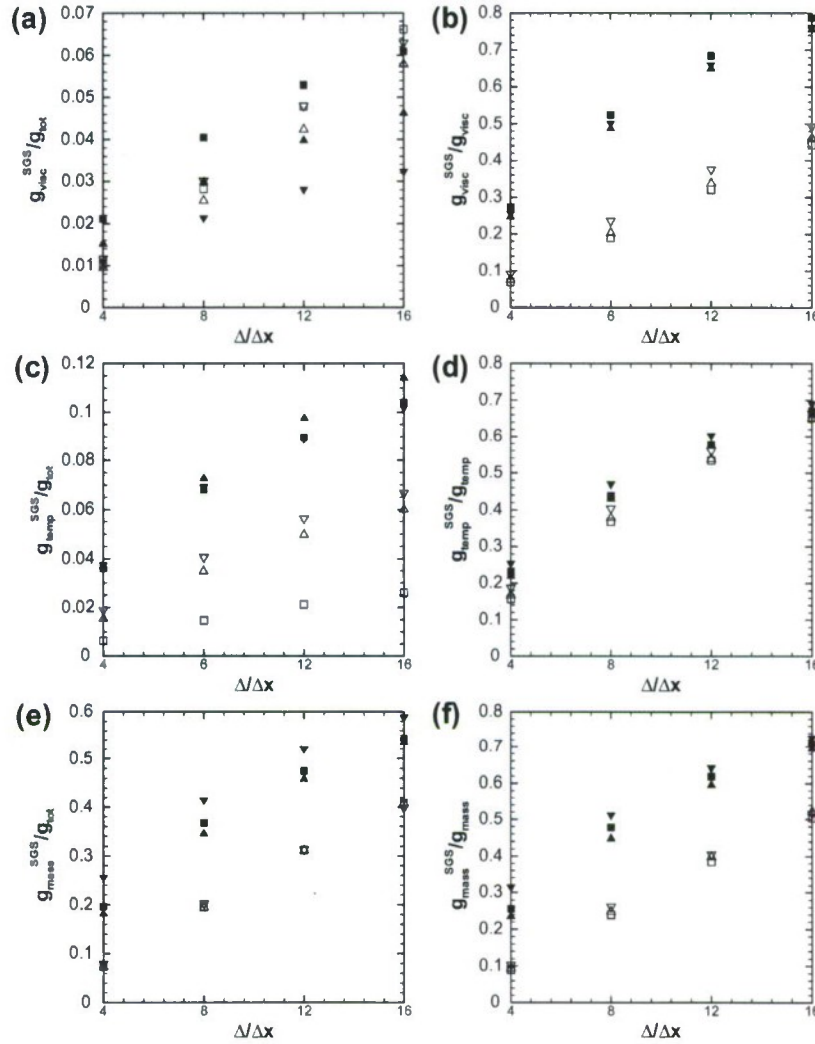 (a)
0.07
0.06
0.05
0.04
0.03
0.02
0.01
0
g_visc^SGS/g_tot
4 8 12 16
Δ/Δx
(b)
0.8
0.7
0.6
0.5
0.4
0.3
0.2
0.1
0
g_visc^SGS/g_visc
4 8 12 16
Δ/Δx
(c)
0.12
0.1
0.08
0.06
0.04
0.02
0
g_temp^SGS/g_tot
4 8 12 16
Δ/Δx
(d)
0.8
0.7
0.6
0.5
0.4
0.3
0.2
0.1
0
g_temp^SGS/g_temp
4 8 12 16
Δ/Δx
(e)
0.6
0.5
0.4
0.3
0.2
0.1
0
g_mass^SGS/g_tot
4 8 12 16
Δ/Δx
(f)
0.8
0.7
0.6
0.5
0.4
0.3
0.2
0.1
0
g_mass^SGS/g_mass
4 8 12 16
Δ/Δx